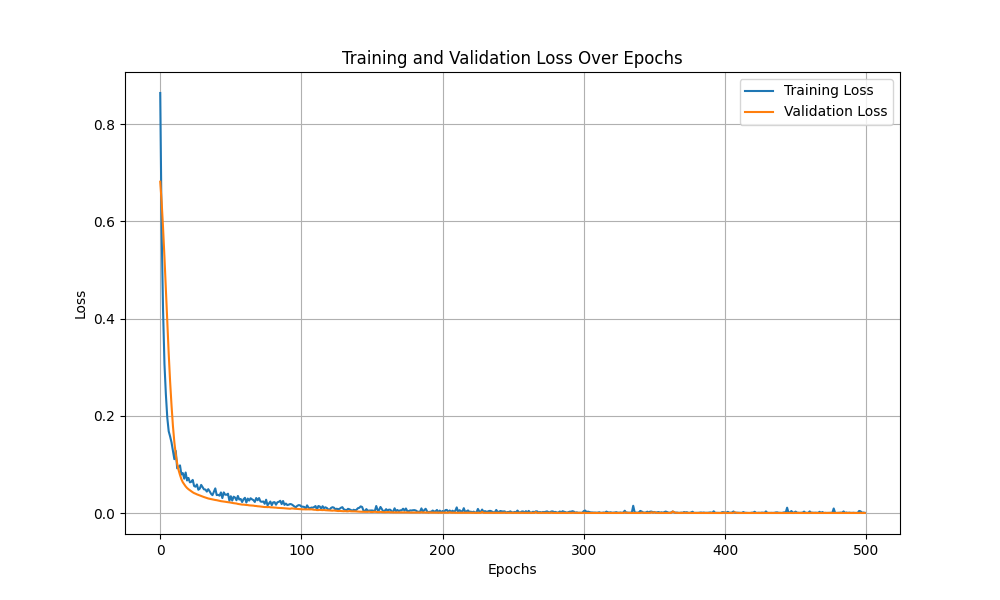 Training and Validation Loss Over Epochs
Training Loss
Validation Loss
0.8
0.6
0.4
0.2
0.0
Loss
0
100
200
300
400
500
Epochs